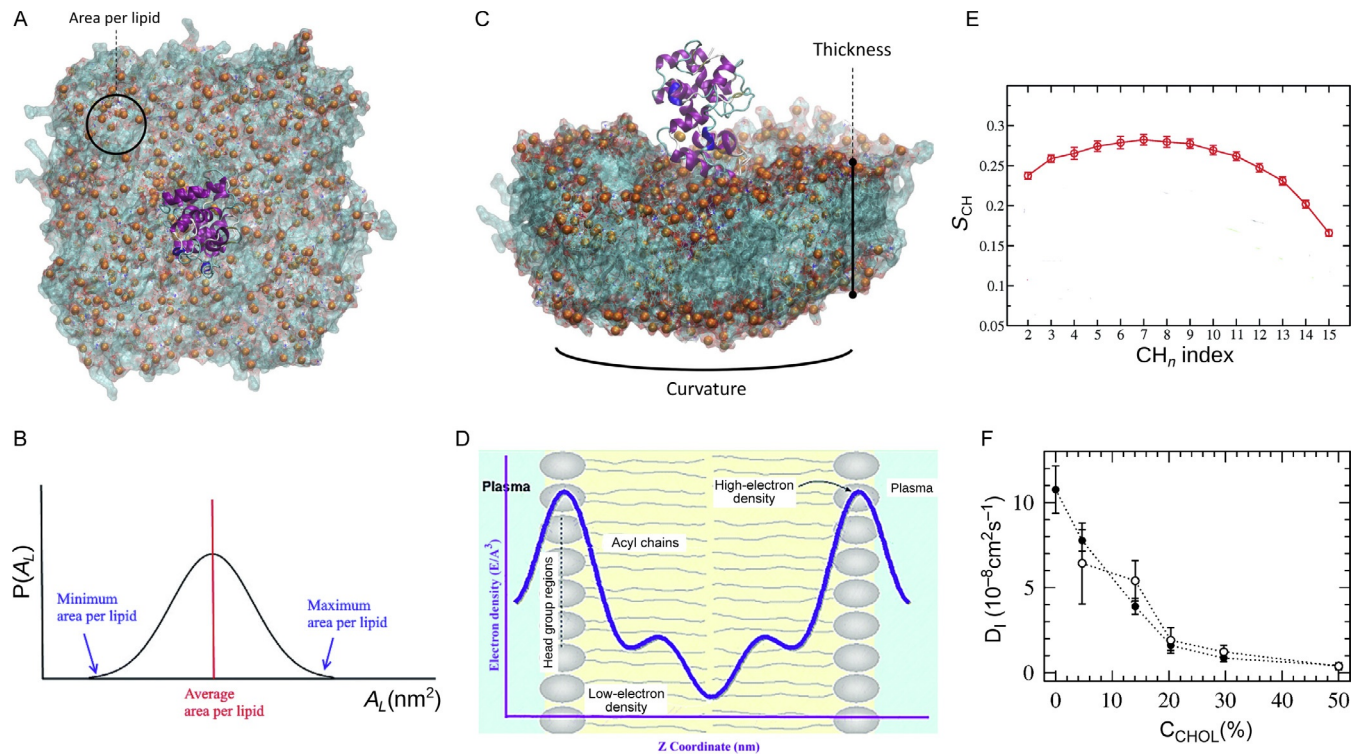 A
Area per lipid
B
P(A_L)
Minimum
area per lipid
Maximum
area per lipid
Average
area per lipid
A_L(nm²)
C
Thickness
Curvature
D
Plasma
High-electron
density
Plasma
Acyl chains
Head group regions
Low-electron
density
Electron density (E/A³)
Z Coordinate (nm)
E
S_CH
0.3
0.25
0.15
0.05
2 3 4 5 6 7 8 9 10 11 12 13 14 15
CH_n index
F
D_l (10⁻⁸cm²s⁻¹)
10
5
0
0 10 20 30 40 50
C_CHOL(%)